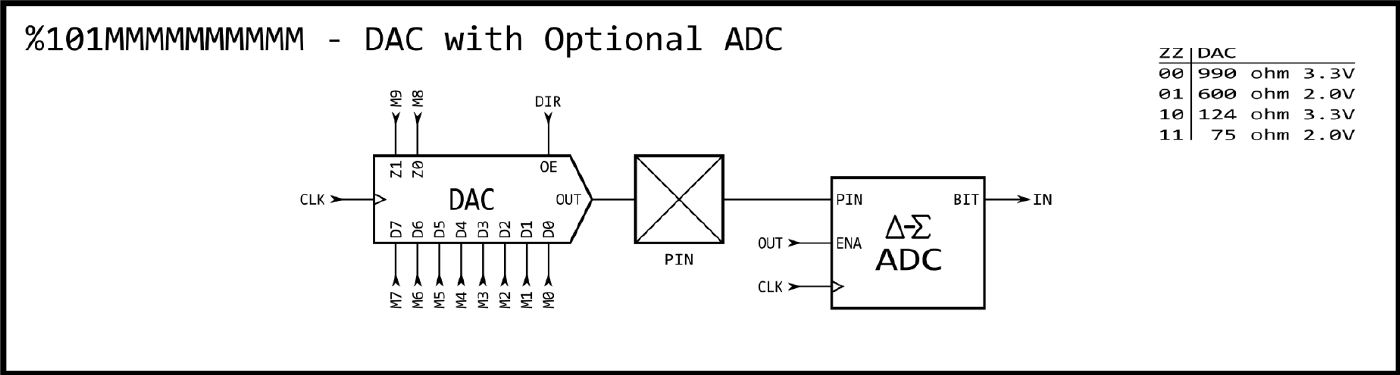 %101MMMMMMMMMM - DAC with Optional ADC
ZZ DAC
00 990 ohm 3.3V
01 600 ohm 2.0V
10 124 ohm 3.3V
11 75 ohm 2.0V
M9 M8 DIR
Z1 Z0 OE
CLK DAC OUT
D7 D6 D5 D4 D3 D2 D1 D0
M7 M6 M5 M4 M3 M2 M1 M0
PIN
PIN BIT IN
Δ-Σ
OUT ENA
ADC
CLK